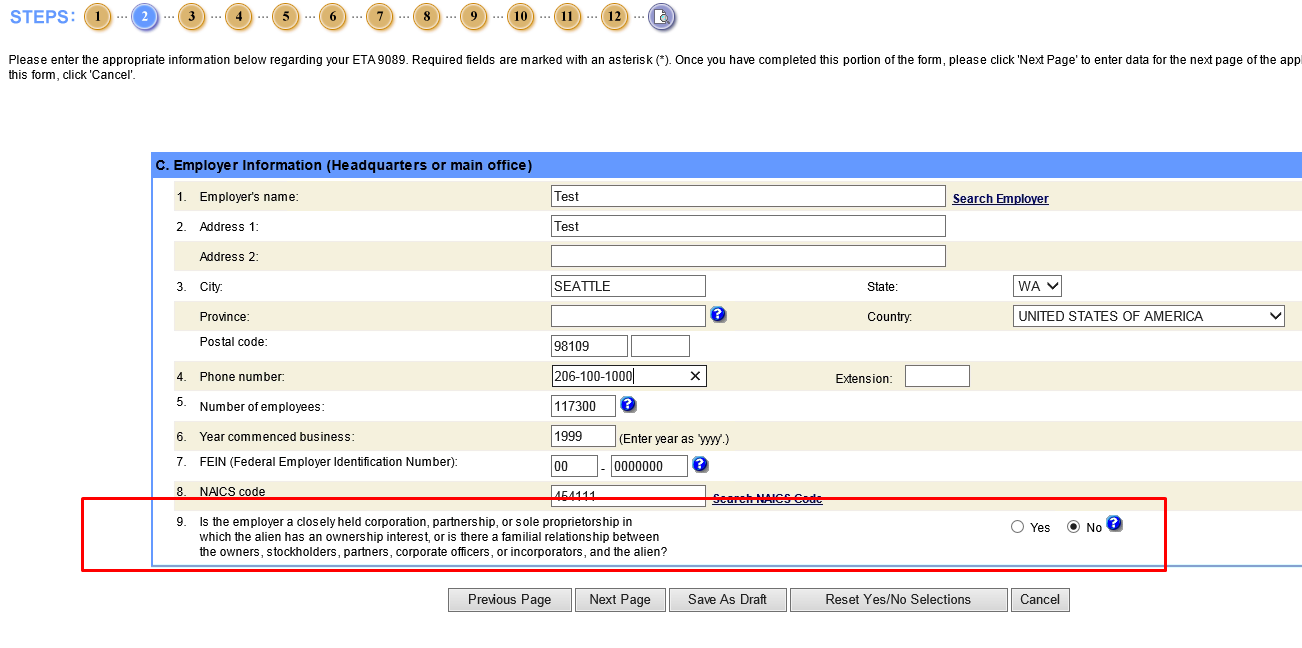 STEPS: 1 2 3 4 5 6 7 8 9 10 11 12
Please enter the appropriate information below regarding your ETA 9089. Required fields are marked with an asterisk (*). Once you have completed this portion of the form, please click 'Next Page' to enter data for the next page of the appl
this form, click 'Cancel'.
C. Employer Information (Headquarters or main office)
1. Employer's name: Test Search Employer
2. Address 1: Test
Address 2:
3. City: SEATTLE State: WA
Province: ? Country: UNITED STATES OF AMERICA
Postal code: 98109
4. Phone number: 206-100-1000 Extension:
5. Number of employees: 117300 ?
6. Year commenced business: 1999 (Enter year as 'yyyy'.)
7. FEIN (Federal Employer Identification Number): 00 - 0000000 ?
8. NAICS code 454111 Search NAICS Code
9. Is the employer a closely held corporation, partnership, or sole proprietorship in
which the alien has an ownership interest, or is there a familial relationship between
the owners, stockholders, partners, corporate officers, or incorporators, and the alien?
Yes No ?
Previous Page Next Page Save As Draft Reset Yes/No Selections Cancel